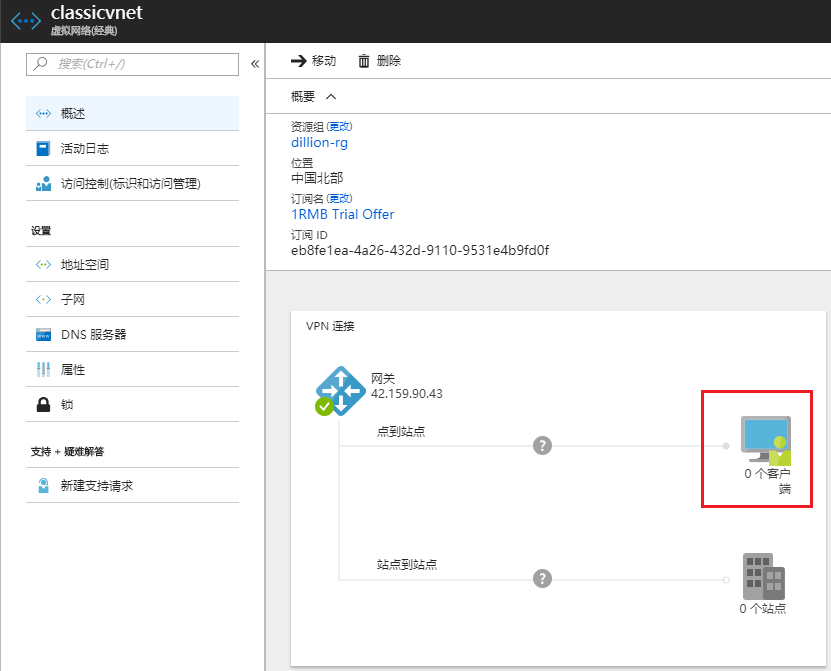 classicvnet
虚拟网络(经典)
搜索(Ctrl+/)
«
概述
活动日志
访问控制(标识和访问管理)
设置
地址空间
子网
DNS 服务器
属性
锁
支持 + 疑难解答
新建支持请求
移动
删除
概要
资源组 (更改)
dillion-rg
位置
中国北部
订阅名 (更改)
1RMB Trial Offer
订阅 ID
eb8fe1ea-4a26-432d-9110-9531e4b9fd0f
VPN 连接
网关
42.159.90.43
点到站点
?
0 个客户
端
站点到站点
?
0 个站点